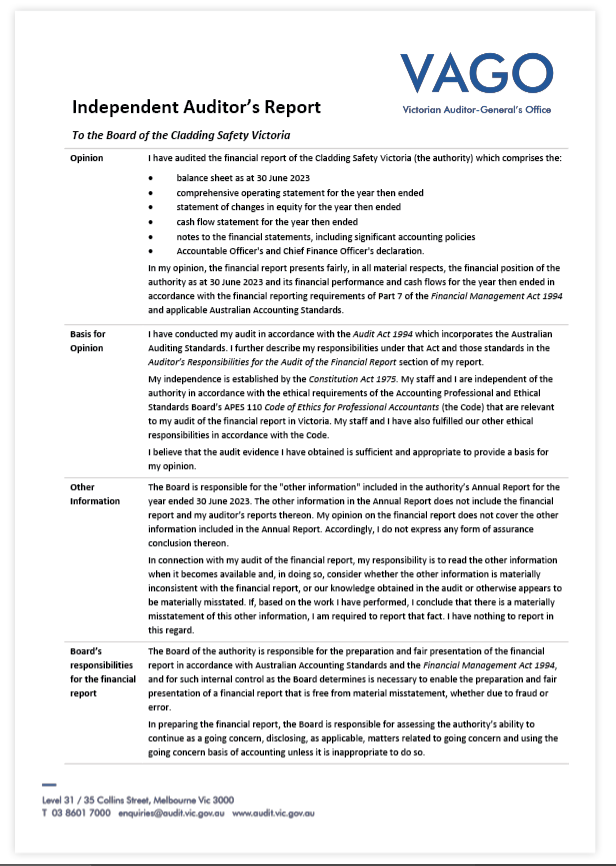 VAGO
Victorian Auditor-General's Office
Independent Auditor's Report
To the Board of the Cladding Safety Victoria
Opinion
I have audited the financial report of the Cladding Safety Victoria (the authority) which comprises the:
• balance sheet as at 30 June 2023
• comprehensive operating statement for the year then ended
• statement of changes in equity for the year then ended
• cash flow statement for the year then ended
• notes to the financial statements, including significant accounting policies
• Accountable Officer's and Chief Finance Officer's declaration.
In my opinion, the financial report presents fairly, in all material respects, the financial position of the
authority as at 30 June 2023 and its financial performance and cash flows for the year then ended in
accordance with the financial reporting requirements of Part 7 of the Financial Management Act 1994
and applicable Australian Accounting Standards.
Basis for
Opinion
I have conducted my audit in accordance with the Audit Act 1994 which incorporates the Australian
Auditing Standards. I further describe my responsibilities under that Act and those standards in the
Auditor's Responsibilities for the Audit of the Financial Report section of my report.
My independence is established by the Constitution Act 1975. My staff and I are independent of the
authority in accordance with the ethical requirements of the Accounting Professional and Ethical
Standards Board's APES 110 Code of Ethics for Professional Accountants (the Code) that are relevant
to my audit of the financial report in Victoria. My staff and I have also fulfilled our other ethical
responsibilities in accordance with the Code.
I believe that the audit evidence I have obtained is sufficient and appropriate to provide a basis for
my opinion.
Other
Information
The Board is responsible for the "other information" included in the authority's Annual Report for the
year ended 30 June 2023. The other information in the Annual Report does not include the financial
report and my auditor's reports thereon. My opinion on the financial report does not cover the other
information included in the Annual Report. Accordingly, I do not express any form of assurance
conclusion thereon.
In connection with my audit of the financial report, my responsibility is to read the other information
when it becomes available and, in doing so, consider whether the other information is materially
inconsistent with the financial report, or our knowledge obtained in the audit or otherwise appears to
be materially misstated. If, based on the work I have performed, I conclude that there is a materially
misstatement of this other information, I am required to report that fact. I have nothing to report in
this regard.
Board's
responsibilities
for the financial
report
The Board of the authority is responsible for the preparation and fair presentation of the financial
report in accordance with Australian Accounting Standards and the Financial Management Act 1994,
and for such internal control as the Board determines is necessary to enable the preparation and fair
presentation of a financial report that is free from material misstatement, whether due to fraud or
error.
In preparing the financial report, the Board is responsible for assessing the authority's ability to
continue as a going concern, disclosing, as applicable, matters related to going concern and using the
going concern basis of accounting unless it is inappropriate to do so.
Level 31 / 35 Collins Street, Melbourne Vic 3000
T 03 8601 7000 enquiries@audit.vic.gov.au www.audit.vic.gov.au